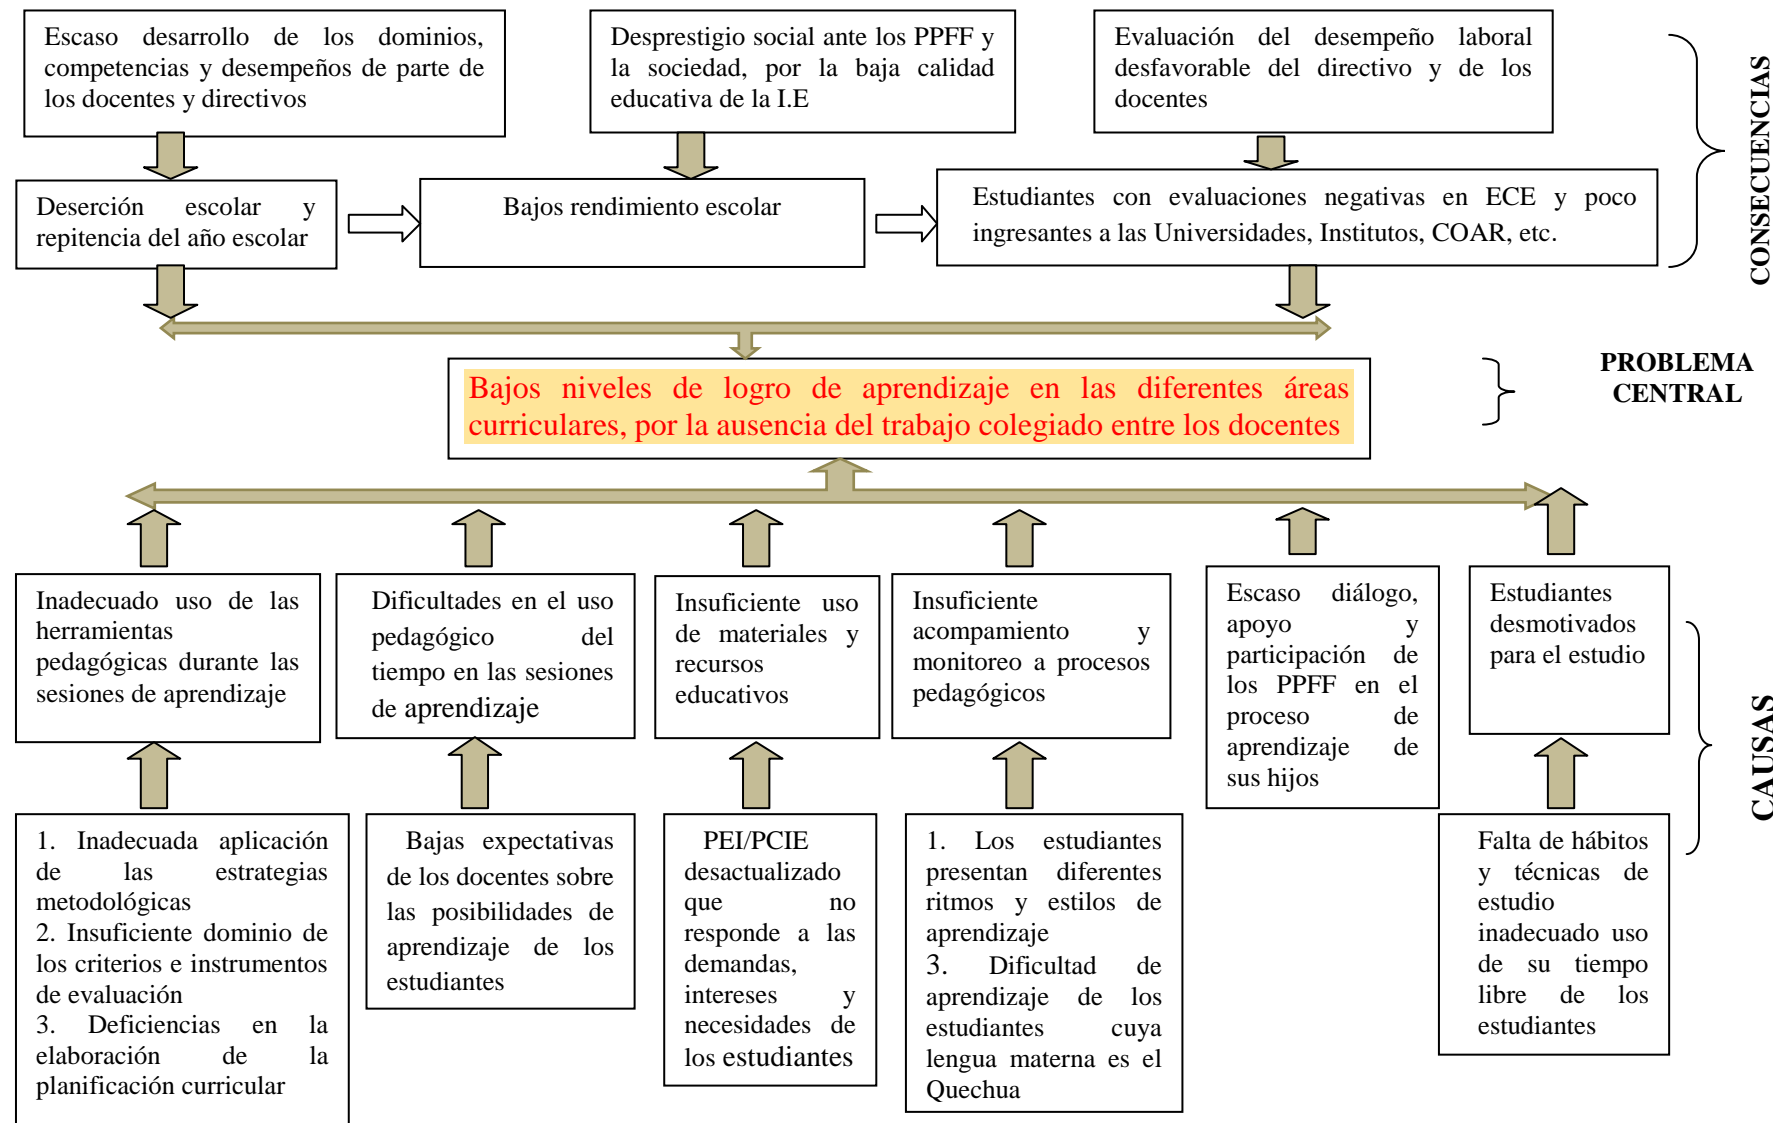 Escaso desarrollo de los dominios,
competencias y desempeños de parte de
los docentes y directivos
Desprestigio social ante los PPFF y
la sociedad, por la baja calidad
educativa de la I.E
Evaluación del desempeño laboral
desfavorable del directivo y de los
docentes
CONSECUENCIAS
Deserción escolar y
repitencia del año escolar
Bajos rendimiento escolar
Estudiantes con evaluaciones negativas en ECE y poco
ingresantes a las Universidades, Institutos, COAR, etc.
Bajos niveles de logro de aprendizaje en las diferentes áreas
curriculares, por la ausencia del trabajo colegiado entre los docentes
PROBLEMA
CENTRAL
Inadecuado uso de las
herramientas
pedagógicas durante las
sesiones de aprendizaje
Dificultades en el uso
pedagógico del
tiempo en las sesiones
de aprendizaje
Insuficiente uso
de materiales y
recursos
educativos
Insuficiente
acompamiento y
monitoreo a procesos
pedagógicos
Escaso diálogo,
apoyo y
participación de
los PPFF en el
proceso de
aprendizaje de
sus hijos
Estudiantes
desmotivados
para el estudio
CAUSAS
1. Inadecuada aplicación
de las estrategias
metodológicas
2. Insuficiente dominio de
los criterios e instrumentos
de evaluación
3. Deficiencias en la
elaboración de la
planificación curricular
Bajas expectativas
de los docentes sobre
las posibilidades de
aprendizaje de los
estudiantes
PEI/PCIE
desactualizado
que no
responde a las
demandas,
intereses y
necesidades de
los estudiantes
1. Los estudiantes
presentan diferentes
ritmos y estilos de
aprendizaje
3. Dificultad de
aprendizaje de los
estudiantes cuya
lengua materna es el
Quechua
Falta de hábitos
y técnicas de
estudio
inadecuado uso
de su tiempo
libre de los
estudiantes